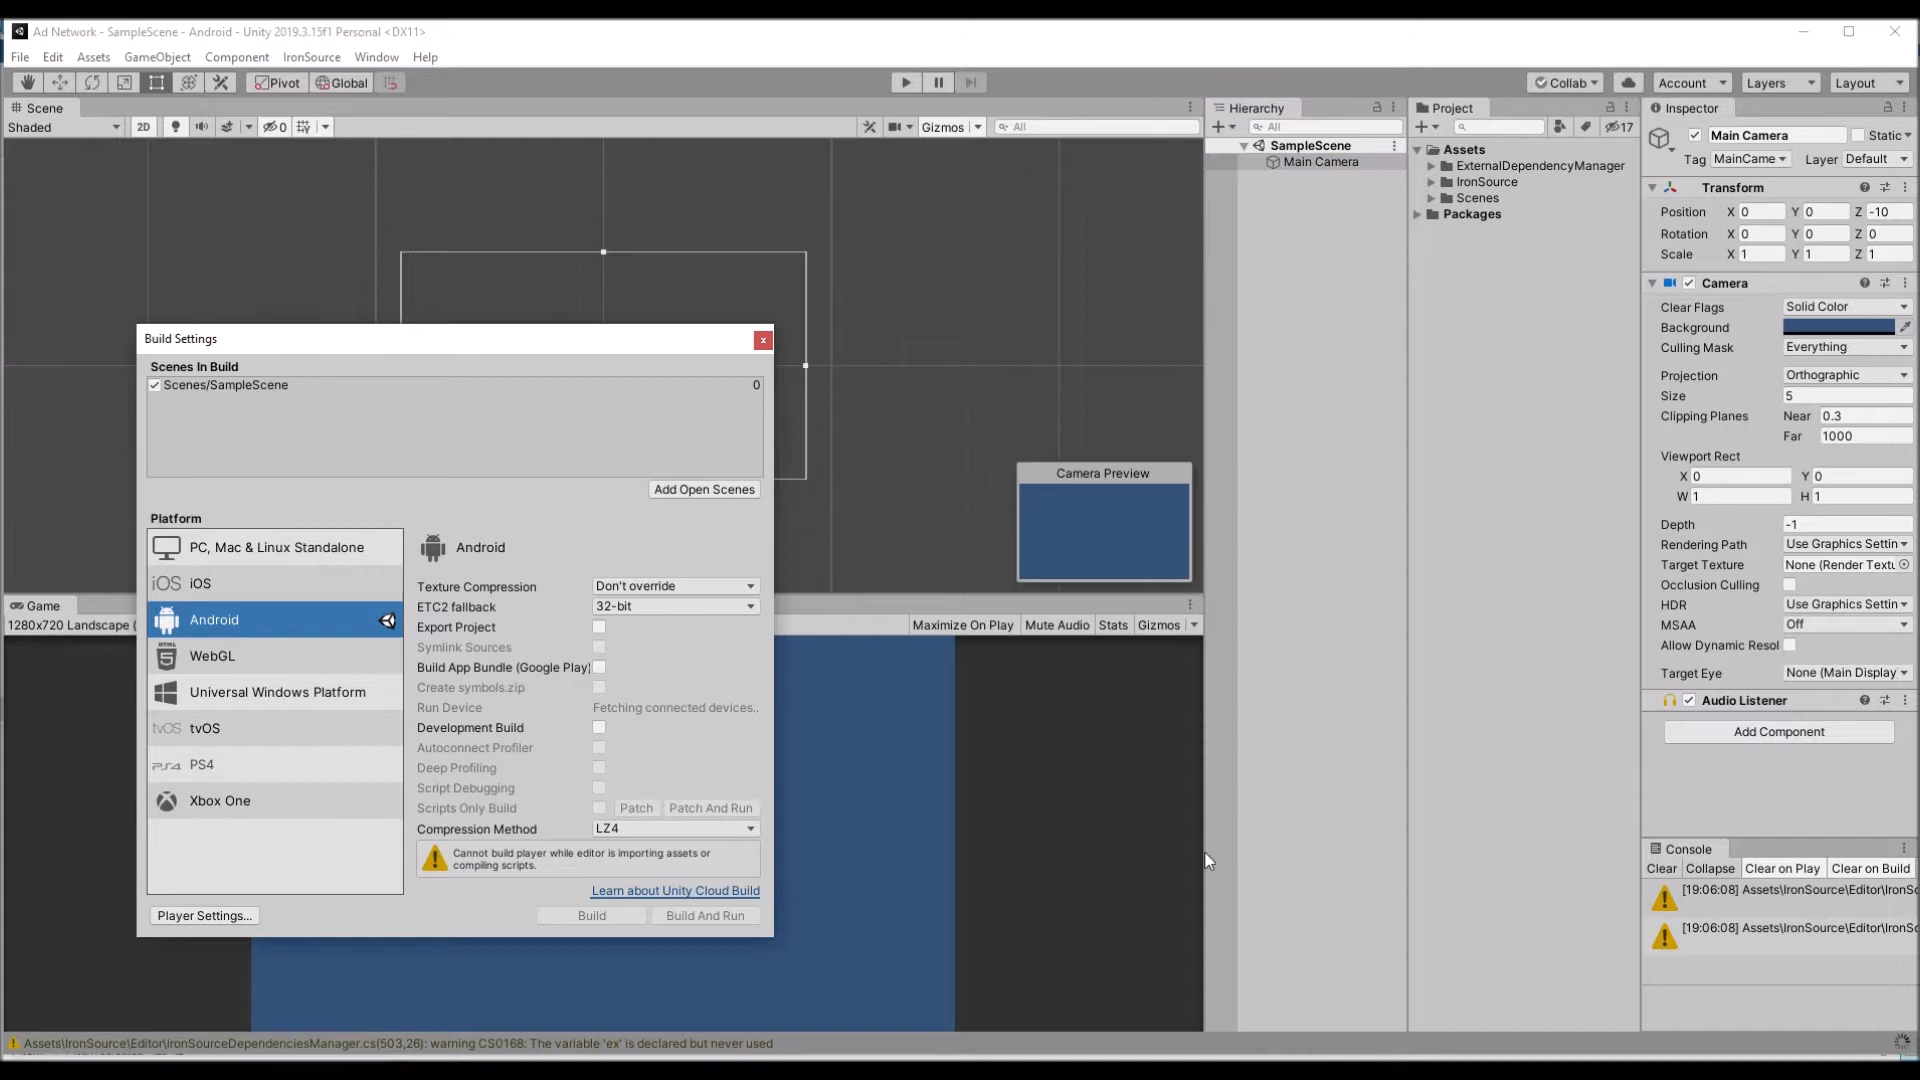 Ad Network - SampleScene - Android - Unity 2019.3.15f1 Personal <DX11>
File Edit Assets GameObject Component IronSource Window Help
Pivot Global Collab Account Layers Layout
Scene
Shaded 2D 0 Gizmos All
Hierarchy
All
SampleScene
Main Camera
Project
17
Assets
ExternalDependencyManager
IronSource
Scenes
Packages
Inspector
Main Camera Static
Tag MainCame Layer Default
Transform
Position X 0 Y 0 Z -10
Rotation X 0 Y 0 Z 0
Scale X 1 Y 1 Z 1
Camera
Clear Flags Solid Color
Background
Culling Mask Everything
Projection Orthographic
Size 5
Clipping Planes Near 0.3
Far 1000
Viewport Rect
X 0 Y 0
W 1 H 1
Depth -1
Rendering Path Use Graphics Settin
Target Texture None (Render Textu
Occlusion Culling
HDR Use Graphics Settin
MSAA Off
Allow Dynamic Resol
Target Eye None (Main Display
Audio Listener
Add Component
Camera Preview
Build Settings
Scenes In Build
Scenes/SampleScene 0
Add Open Scenes
Platform
PC, Mac & Linux Standalone
iOS iOS
Android
HTML 5 WebGL
Universal Windows Platform
tvOS tvOS
PS4 PS4
Xbox One
Android
Texture Compression Don't override
ETC2 fallback 32-bit
Export Project
Symlink Sources
Build App Bundle (Google Play)
Create symbols.zip
Run Device Fetching connected devices..
Development Build
Autoconnect Profiler
Deep Profiling
Script Debugging
Scripts Only Build Patch Patch And Run
Compression Method LZ4
Cannot build player while editor is importing assets or
compiling scripts.
Learn about Unity Cloud Build
Player Settings... Build Build And Run
Game
1280x720 Landscape ( Maximize On Play Mute Audio Stats Gizmos
Console
Clear Collapse Clear on Play Clear on Build
[19:06:08] Assets\IronSource\Editor\IronSo
[19:06:08] Assets\IronSource\Editor\IronSo
Assets\IronSource\Editor\IronSourceDependenciesManager.cs(503,26): warning CS0168: The variable 'ex' is declared but never used